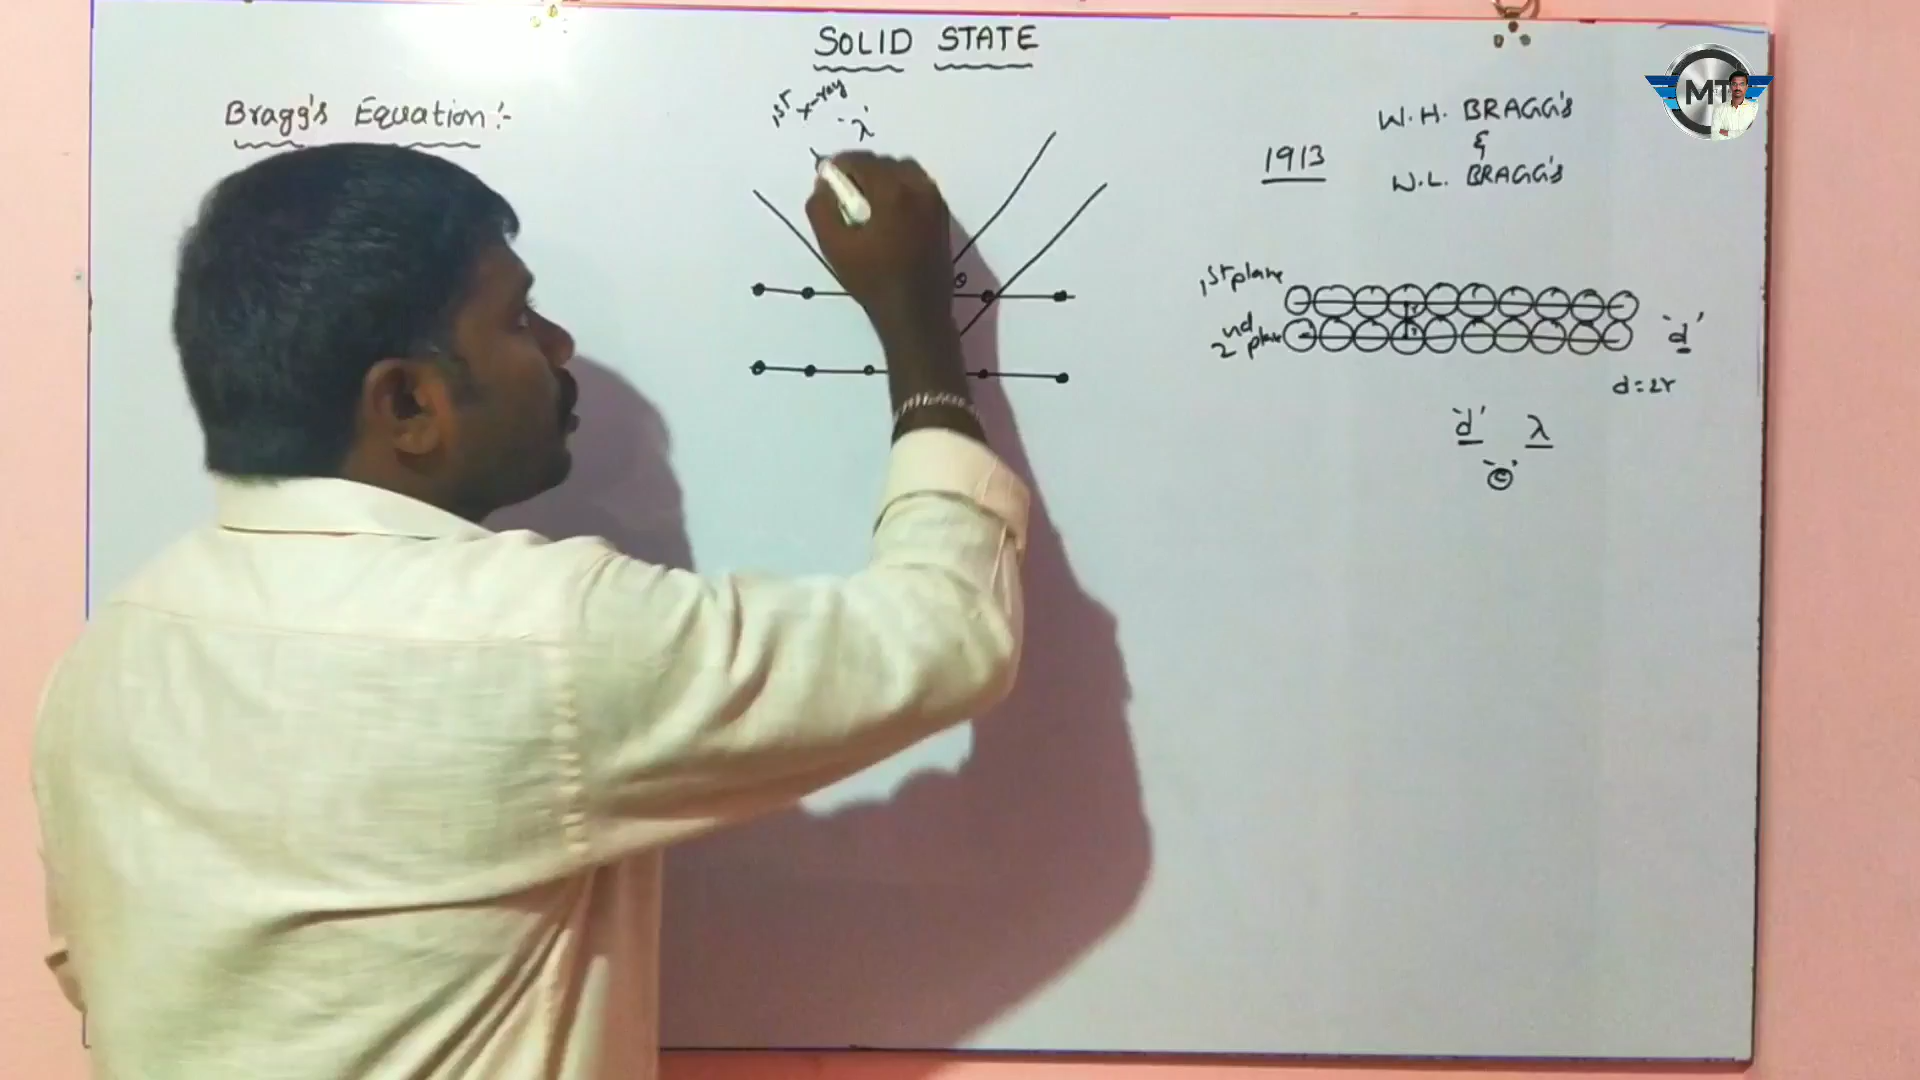 SOLID STATE
Bragg's Equation:-
1st x-ray
'λ'
θ
1913
W.H. BRAGG's
&
W.L. BRAGG's
MT
1st plane
2nd plane
r
r
'd'
d=2r
'd' λ
'θ'